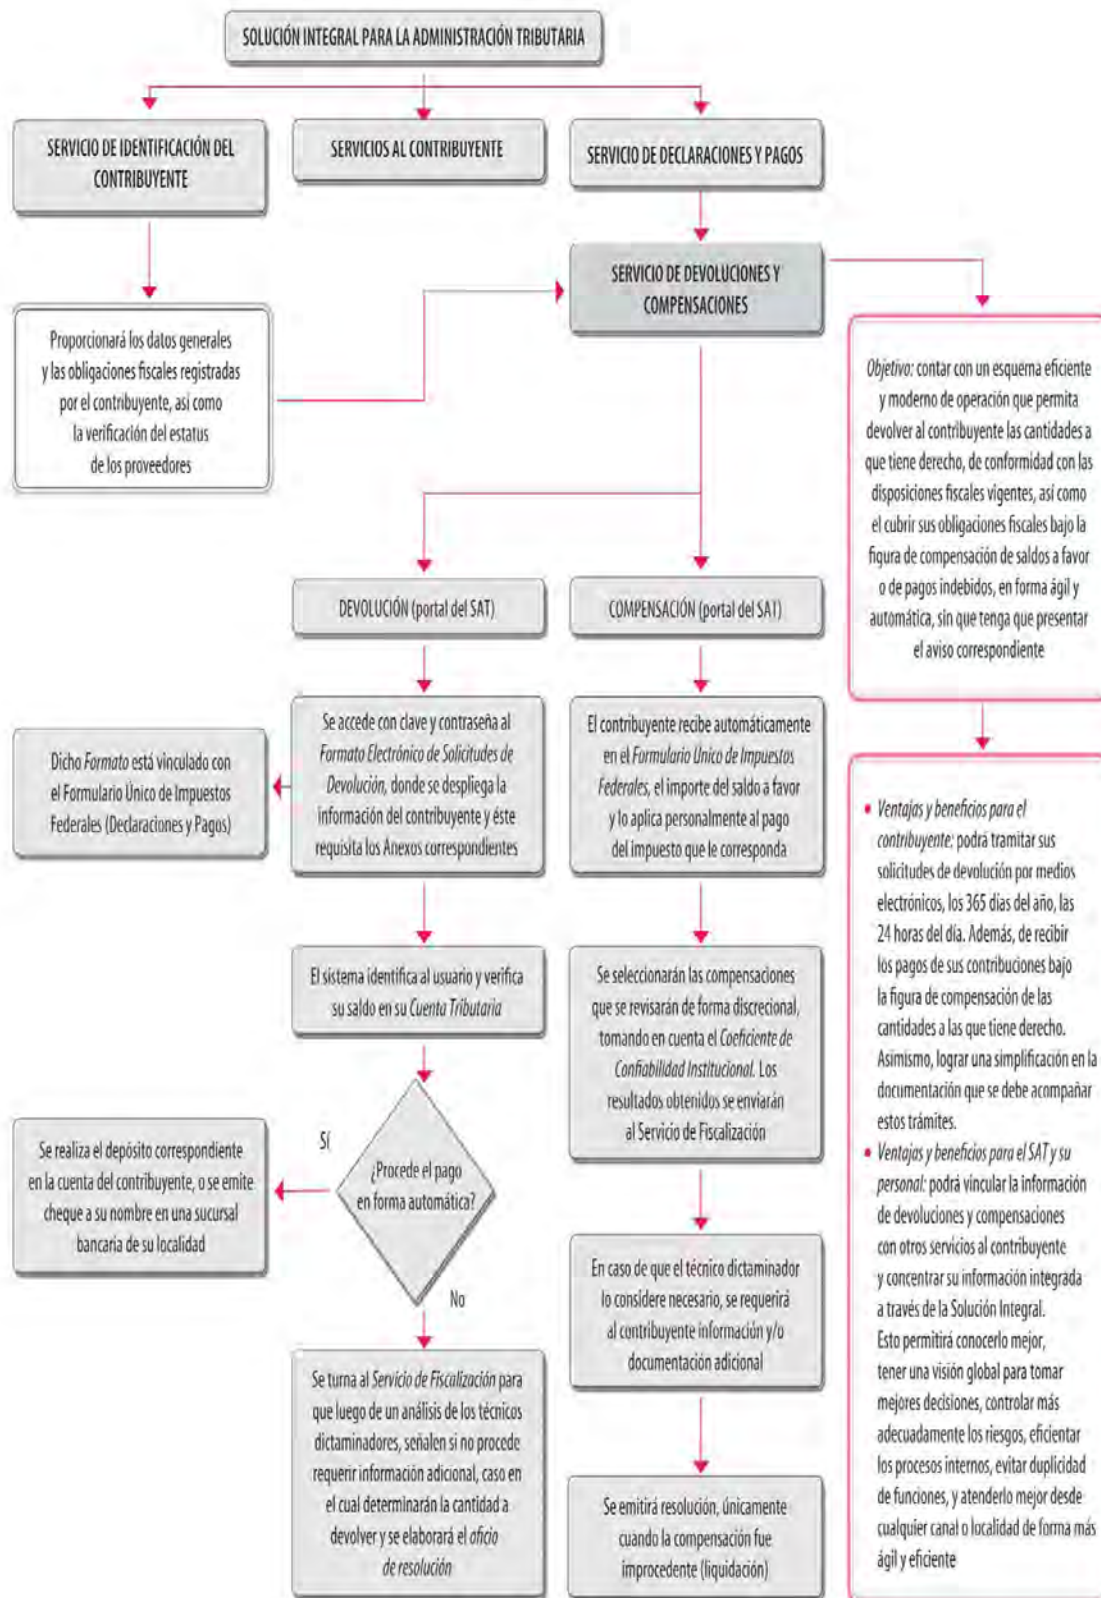 SOLUCIÓN INTEGRAL PARA LA ADMINISTRACIÓN TRIBUTARIA
SERVICIO DE IDENTIFICACIÓN DEL
CONTRIBUYENTE
SERVICIOS AL CONTRIBUYENTE
SERVICIO DE DECLARACIONES Y PAGOS
SERVICIO DE DEVOLUCIONES Y
COMPENSACIONES
Proporcionará los datos generales
y las obligaciones fiscales registradas
por el contribuyente, así como
la verificación del estatus
de los proveedores
Objetivo: contar con un esquema eficiente
y moderno de operación que permita
devolver al contribuyente las cantidades a
que tiene derecho, de conformidad con las
disposiciones fiscales vigentes, así como
el cubrir sus obligaciones fiscales bajo la
figura de compensación de saldos a favor
o de pagos indebidos, en forma ágil y
automática, sin que tenga que presentar
el aviso correspondiente
DEVOLUCIÓN (portal del SAT)
COMPENSACIÓN (portal del SAT)
Dicho Formato está vinculado con
el Formulario Único de Impuestos
Federales (Declaraciones y Pagos)
Se accede con clave y contraseña al
Formato Electrónico de Solicitudes de
Devolución, donde se despliega la
información del contribuyente y éste
requisita los Anexos correspondientes
El contribuyente recibe automáticamente
en el Formulario Unico de Impuestos
Federales, el importe del saldo a favor
y lo aplica personalmente al pago
del impuesto que le corresponda
El sistema identifica al usuario y verifica
su saldo en su Cuenta Tributaria
Se seleccionarán las compensaciones
que se revisarán de forma discrecional,
tomando en cuenta el Coeficiente de
Confiabilidad Institucional. Los
resultados obtenidos se enviarán
al Servicio de Fiscalización
Se realiza el depósito correspondiente
en la cuenta del contribuyente, o se emite
cheque a su nombre en una sucursal
bancaria de su localidad
Sí
¿Procede el pago
en forma automática?
No
En caso de que el técnico dictaminador
lo considere necesario, se requerirá
al contribuyente información y/o
documentación adicional
Se turna al Servicio de Fiscalización para
que luego de un análisis de los técnicos
dictaminadores, señalen si no procede
requerir información adicional, caso en
el cual determinarán la cantidad a
devolver y se elaborará el oficio
de resolución
Se emitirá resolución, únicamente
cuando la compensación fue
improcedente (liquidación)
• Ventajas y beneficios para el
contribuyente: podrá tramitar sus
solicitudes de devolución por medios
electrónicos, los 365 días del año, las
24 horas del día. Además, de recibir
los pagos de sus contribuciones bajo
la figura de compensación de las
cantidades a las que tiene derecho.
Asimismo, lograr una simplificación en la
documentación que se debe acompañar
estos trámites.
• Ventajas y beneficios para el SAT y su
personal: podrá vincular la información
de devoluciones y compensaciones
con otros servicios al contribuyente
y concentrar su información integrada
a través de la Solución Integral.
Esto permitirá conocerlo mejor,
tener una visión global para tomar
mejores decisiones, controlar más
adecuadamente los riesgos, eficientar
los procesos internos, evitar duplicidad
de funciones, y atenderlo mejor desde
cualquier canal o localidad de forma más
ágil y eficiente